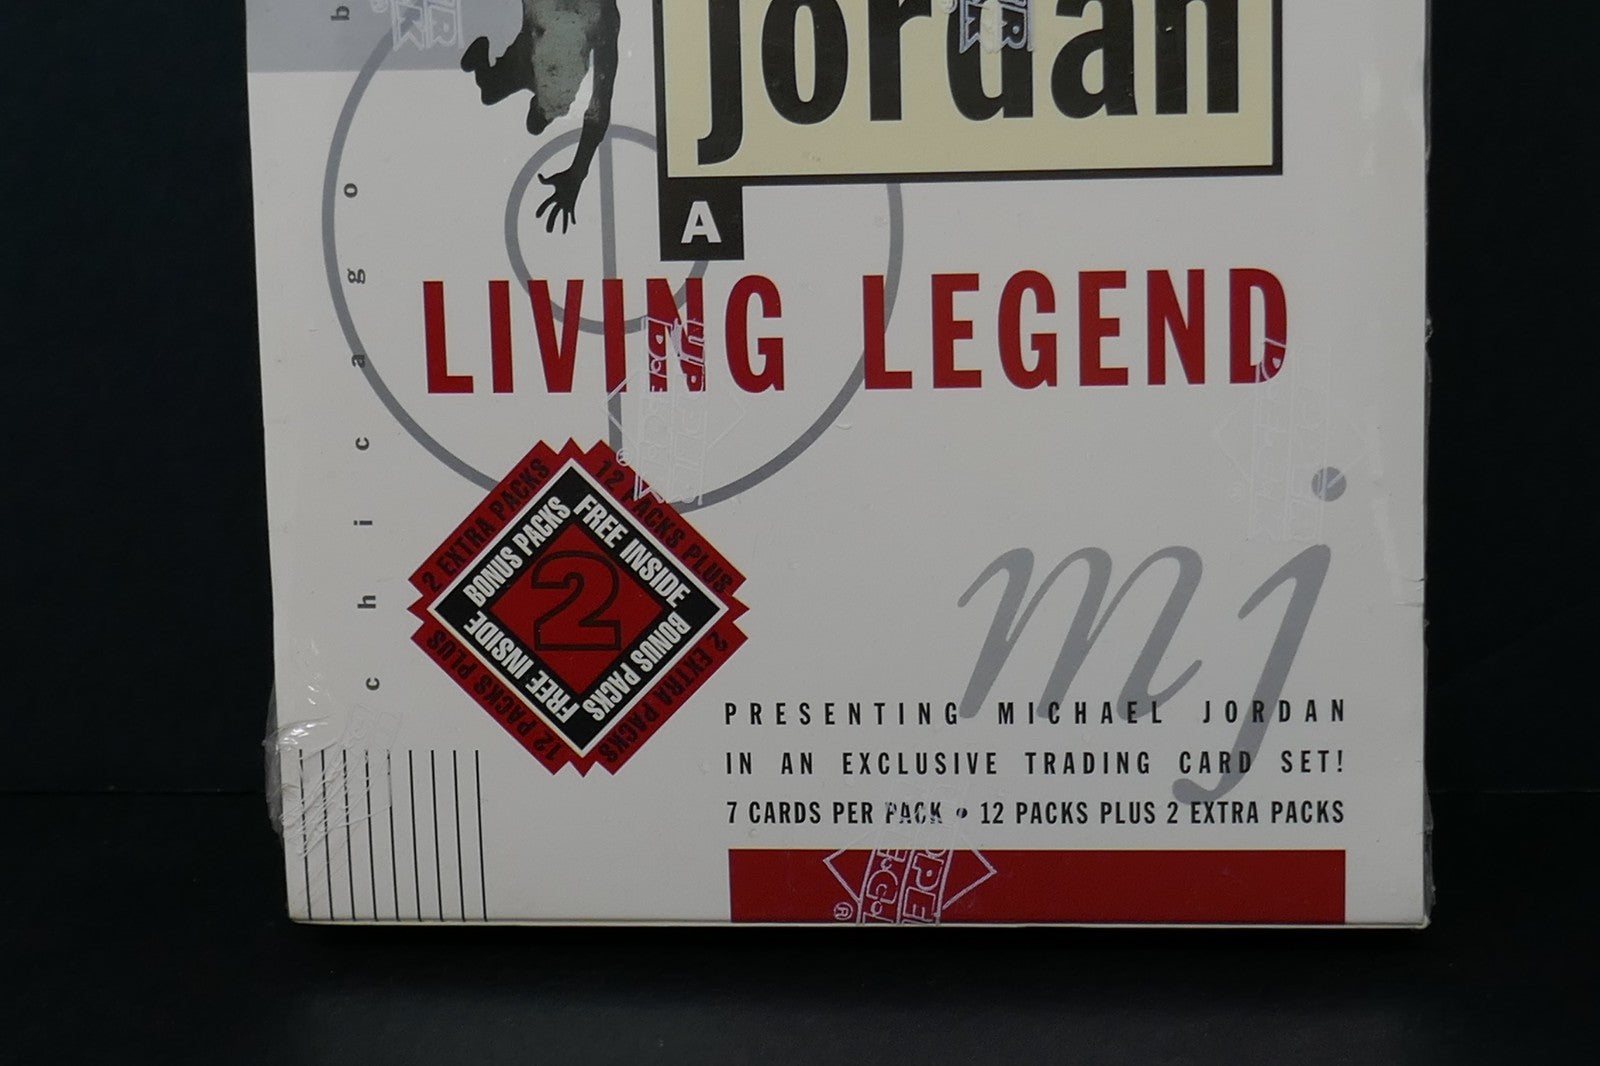 Jordan
A
LIVING LEGEND
chicago b
2 EXTRA PACKS
12 PACKS PLUS
BONUS PACKS
FREE INSIDE
2
FREE INSIDE
BONUS PACKS
12 PACKS PLUS
2 EXTRA PACKS
mj
PRESENTING MICHAEL JORDAN
IN AN EXCLUSIVE TRADING CARD SET!
7 CARDS PER PACK • 12 PACKS PLUS 2 EXTRA PACKS
UPPER
DECK
®